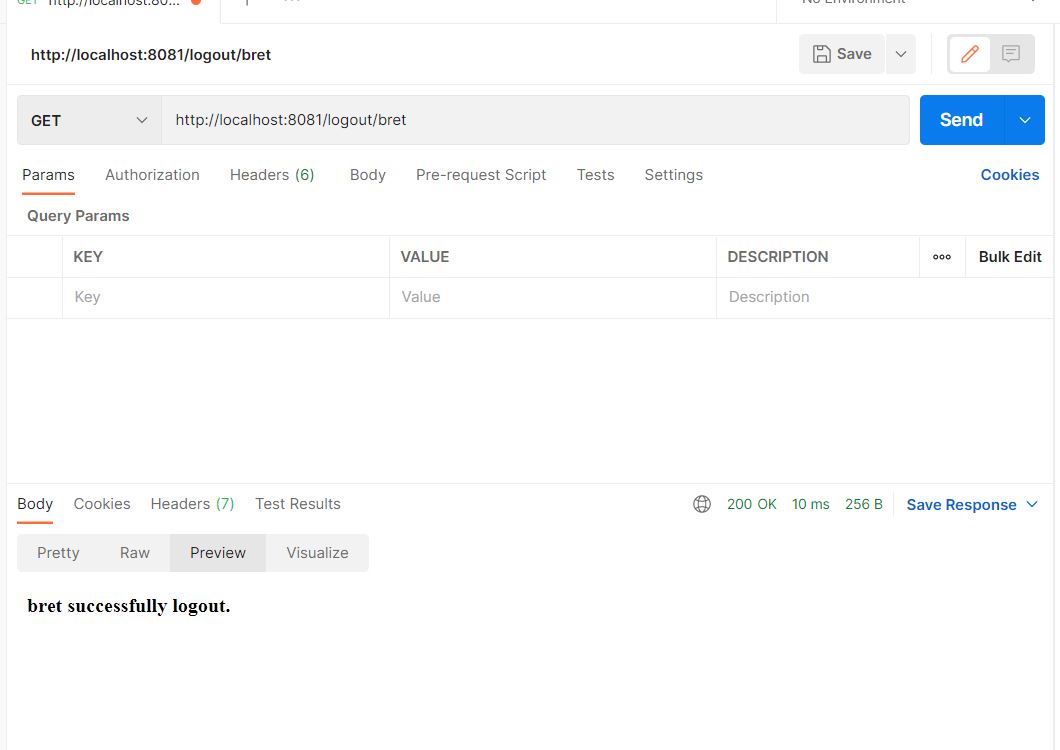 GET http://localhost:80...
No Environment
http://localhost:8081/logout/bret
Save
GET http://localhost:8081/logout/bret Send
Params Authorization Headers (6) Body Pre-request Script Tests Settings Cookies
Query Params
KEY VALUE DESCRIPTION ooo Bulk Edit
Key Value Description
Body Cookies Headers (7) Test Results 200 OK 10 ms 256 B Save Response
Pretty Raw Preview Visualize
bret successfully logout.